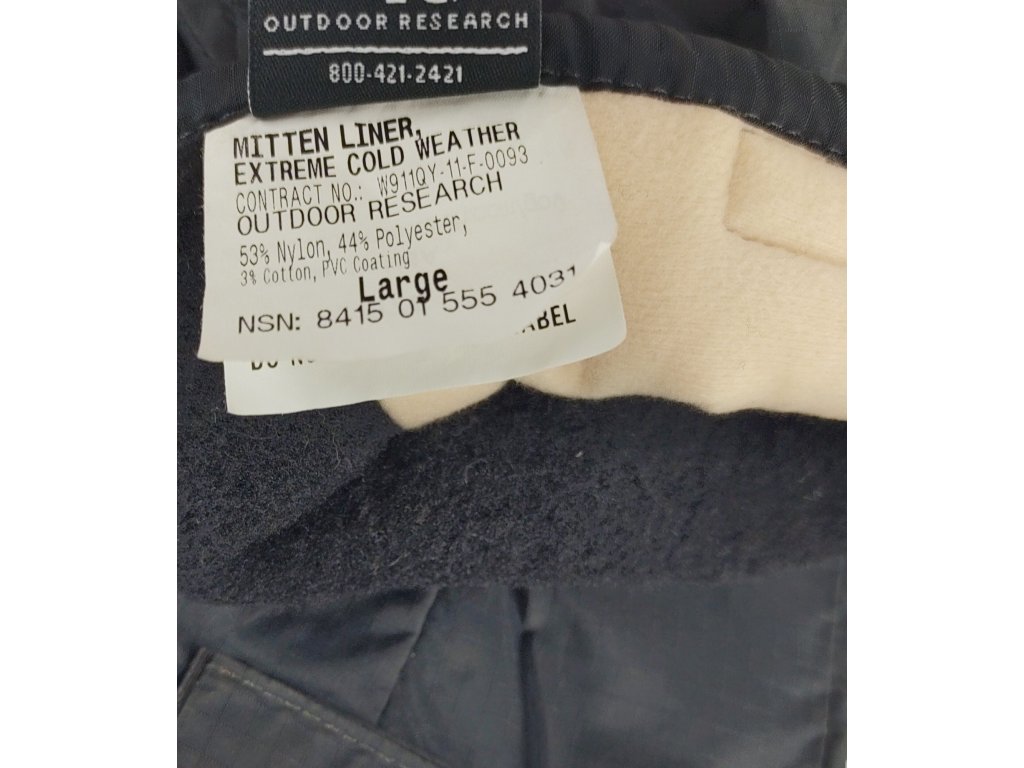 OUTDOOR RESEARCH
800-421-2421
MITTEN LINER,
EXTREME COLD WEATHER
CONTRACT NO.: W911QY-11-F-0093
OUTDOOR RESEARCH
53% Nylon, 44% Polyester,
3% Cotton, PVC Coating
Large
NSN: 8415 01 555 4031